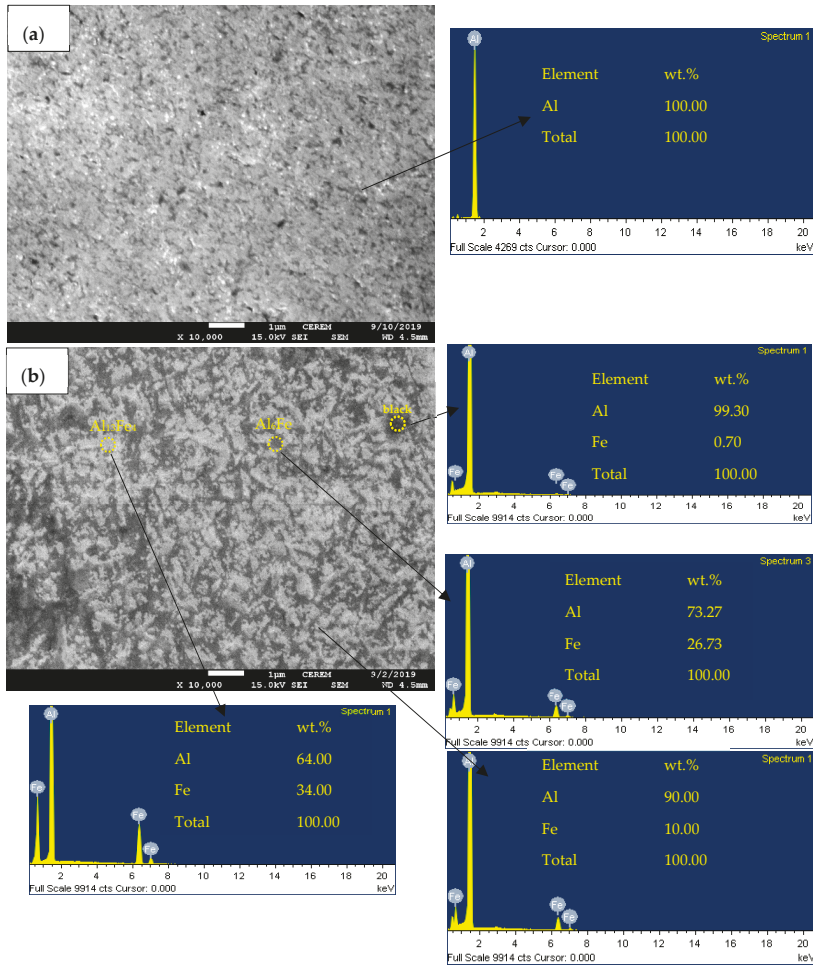 (a)
X 10,000 1µm 15.0kV SEI CEREM SEM 9/10/2019 WD 4.5mm
Al
Spectrum 1
Element wt.%
Al 100.00
Total 100.00
2 4 6 8 10 12 14 16 18 20
Full Scale 4269 cts Cursor: 0.000 keV
(b)
Al₁₃Fe₄ Al₆Fe black
X 10,000 1µm 15.0kV SEI CEREM SEM 9/2/2019 WD 4.5mm
Al
Spectrum 1
Element wt.%
Al 99.30
Fe 0.70
Total 100.00
Fe Fe Fe
2 4 6 8 10 12 14 16 18 20
Full Scale 9914 cts Cursor: 0.000 keV
Al
Spectrum 3
Element wt.%
Al 73.27
Fe 26.73
Total 100.00
Fe Fe Fe
2 4 6 8 10 12 14 16 18 20
Full Scale 9914 cts Cursor: 0.000 keV
Al
Spectrum 1
Element wt.%
Al 64.00
Fe 34.00
Total 100.00
Fe Fe Fe
2 4 6 8 10 12 14 16 18 20
Full Scale 9914 cts Cursor: 0.000 keV
Al
Spectrum 1
Element wt.%
Al 90.00
Fe 10.00
Total 100.00
Fe Fe Fe
2 4 6 8 10 12 14 16 18 20
Full Scale 9914 cts Cursor: 0.000 keV